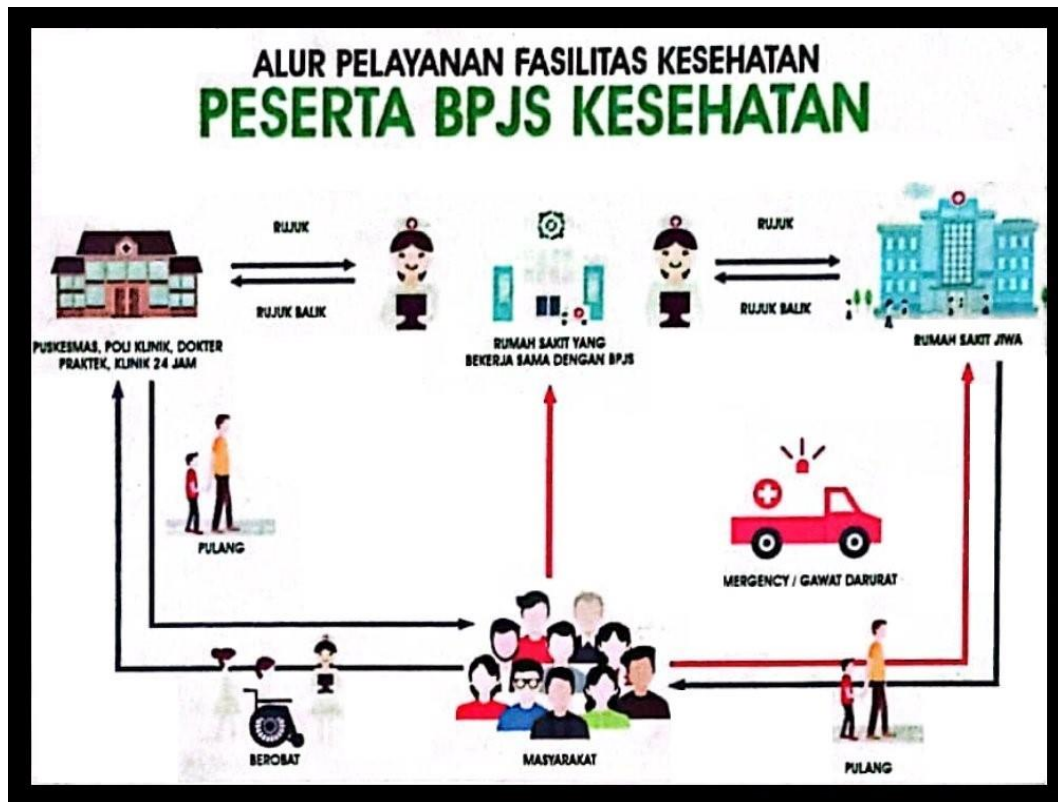 ALUR PELAYANAN FASILITAS KESEHATAN
PESERTA BPJS KESEHATAN
RUJUK
RUJUK BALIK
RUJUK
RUJUK BALIK
PUSKESMAS, POLI KLINIK, DOKTER
PRAKTEK, KLINIK 24 JAM
RUMAH SAKIT YANG
BEKERJA SAMA DENGAN BPJS
RUMAH SAKIT JIWA
PULANG
MERGENCY / GAWAT DARURAT
BEROBAT
MASYARAKAT
PULANG